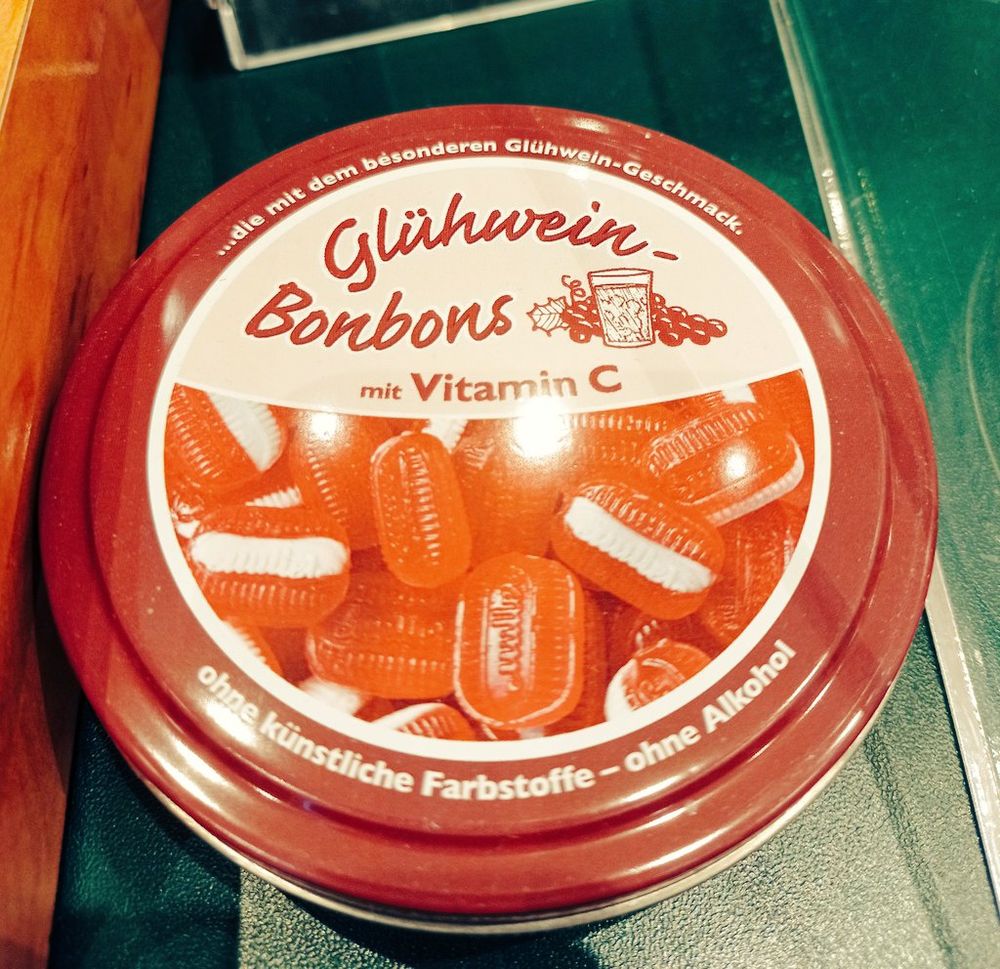 ...die mit dem besonderen Glühwein-Geschmack.
Glühwein-
Bonbons
mit Vitamin C
ohne künstliche Farbstoffe – ohne Alkohol